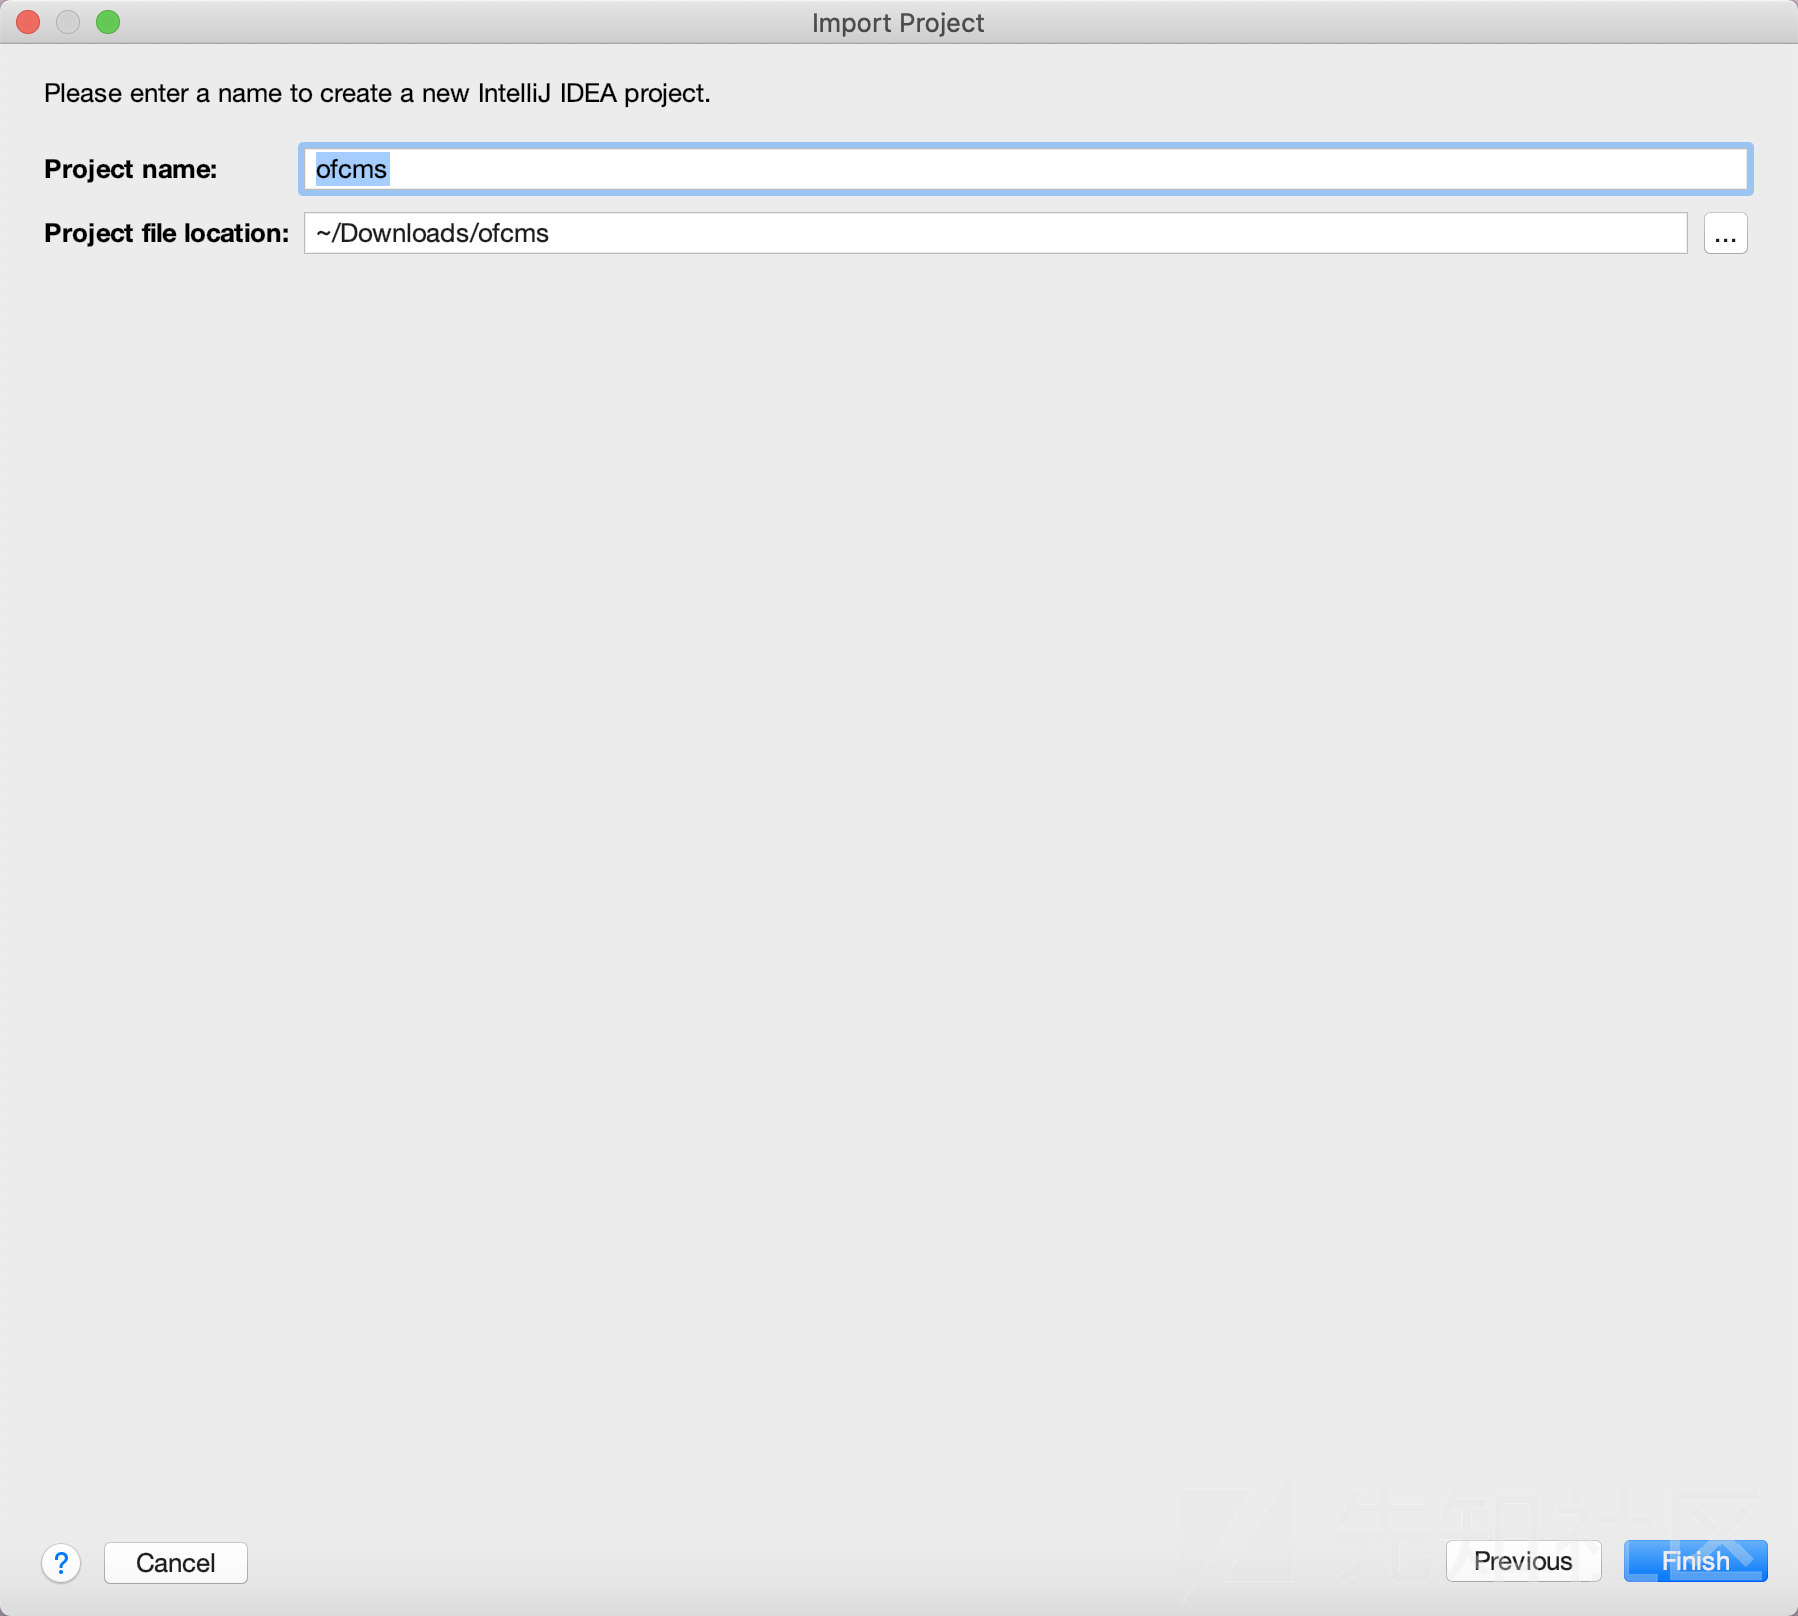 Import Project
Please enter a name to create a new IntelliJ IDEA project.
Project name: ofcms
Project file location: ~/Downloads/ofcms ...
先知社区
? Cancel Previous Finish